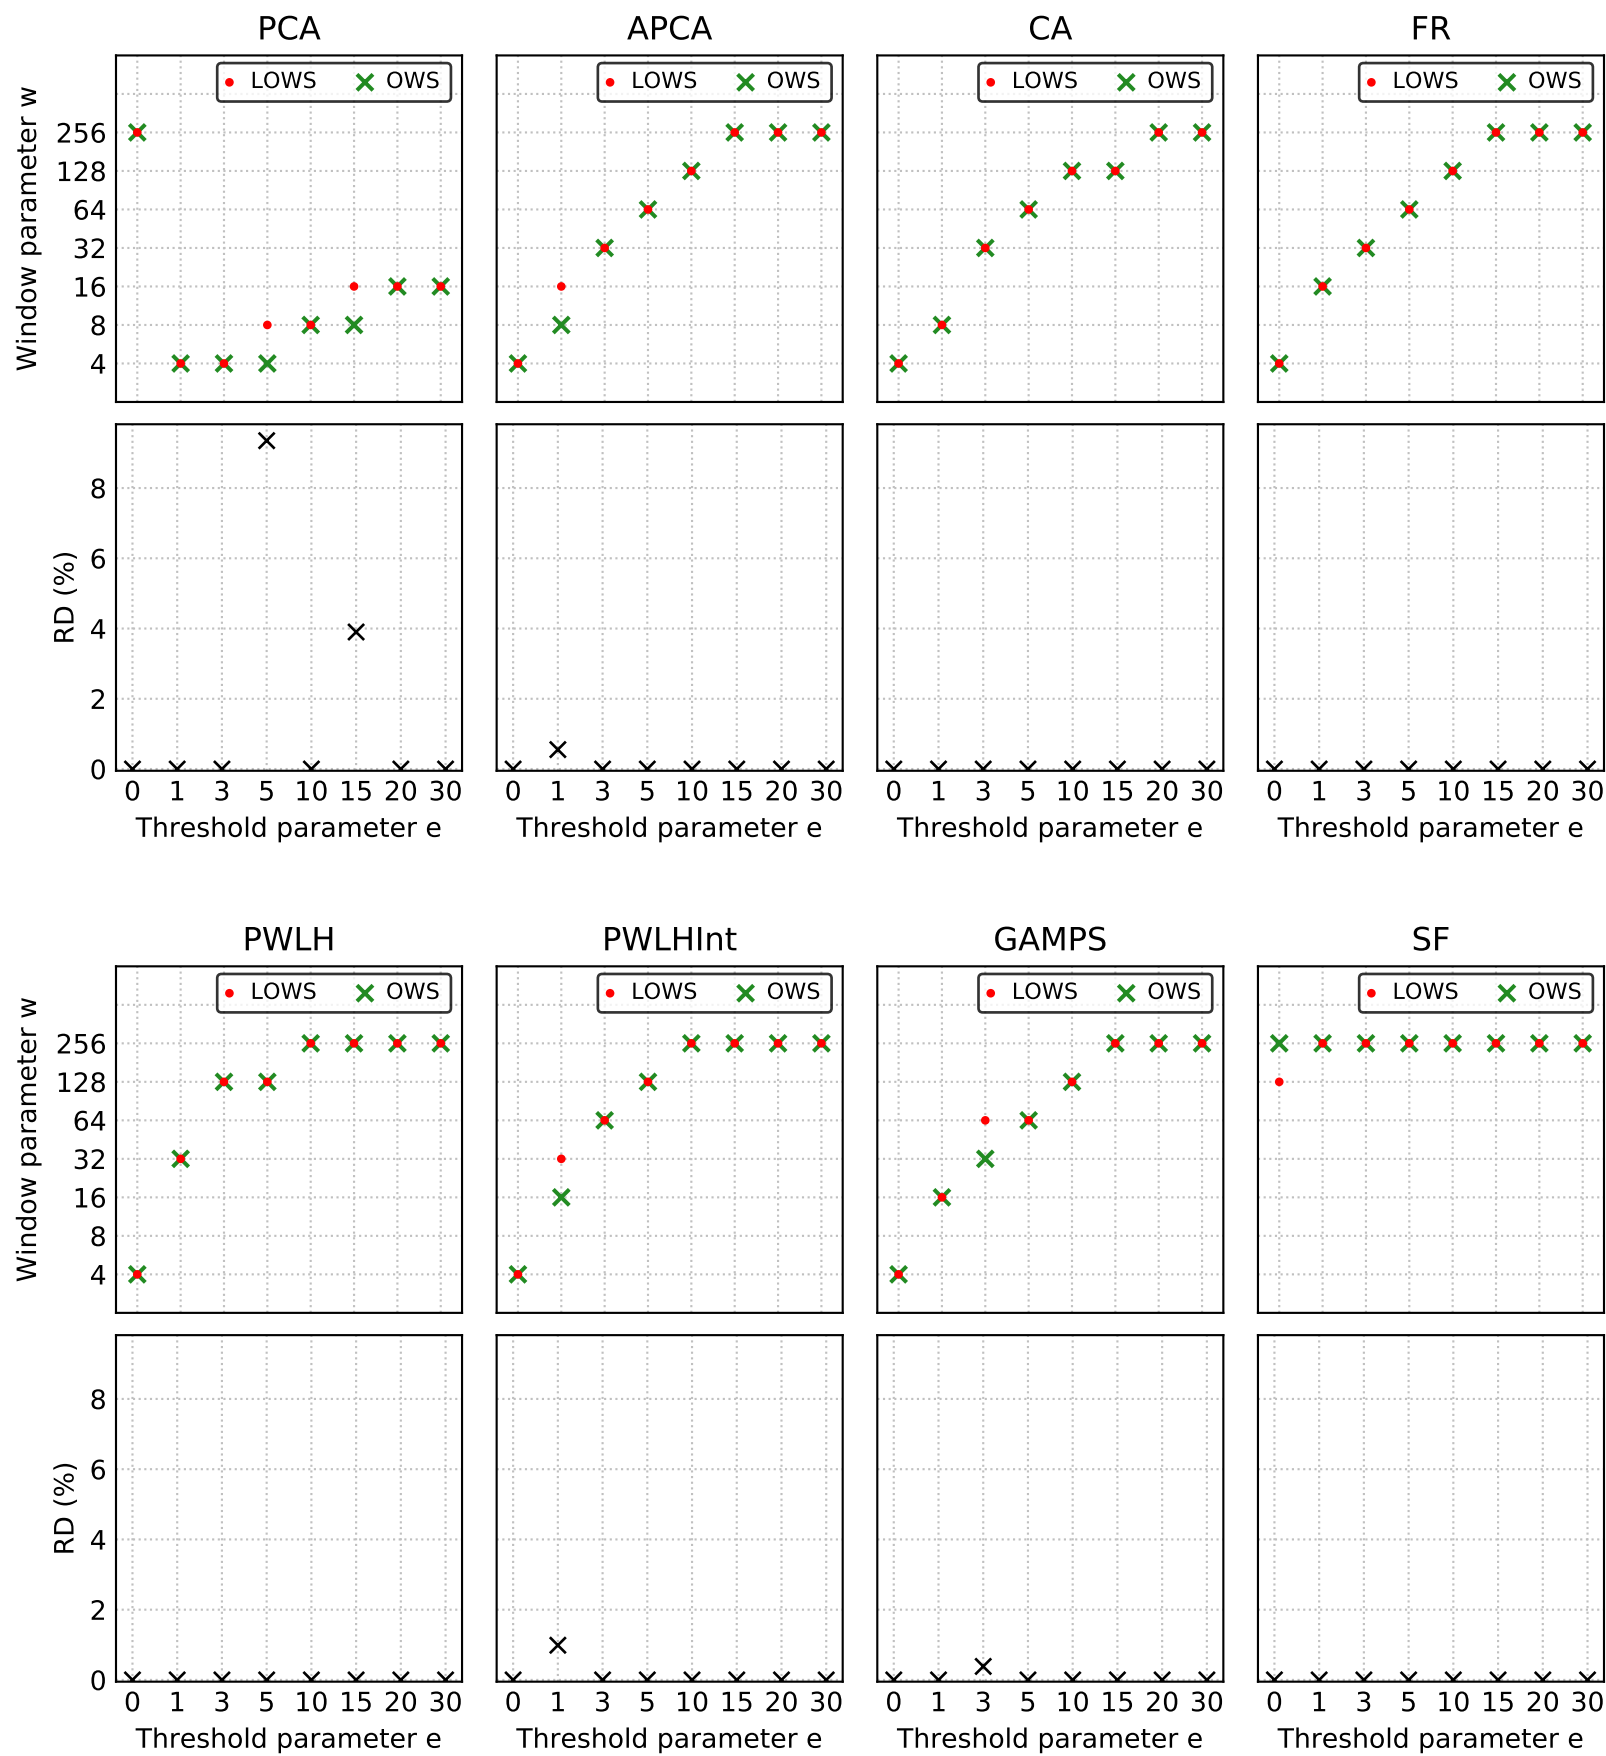 PCA APCA CA FR
LOWS OWS LOWS OWS LOWS OWS LOWS OWS
Window parameter w
256
128
64
32
16
8
4
RD (%)
8
6
4
2
0
0 1 3 5 10 15 20 30 0 1 3 5 10 15 20 30 0 1 3 5 10 15 20 30 0 1 3 5 10 15 20 30
Threshold parameter e Threshold parameter e Threshold parameter e Threshold parameter e
PWLH PWLHInt GAMPS SF
LOWS OWS LOWS OWS LOWS OWS LOWS OWS
Window parameter w
256
128
64
32
16
8
4
RD (%)
8
6
4
2
0
0 1 3 5 10 15 20 30 0 1 3 5 10 15 20 30 0 1 3 5 10 15 20 30 0 1 3 5 10 15 20 30
Threshold parameter e Threshold parameter e Threshold parameter e Threshold parameter e